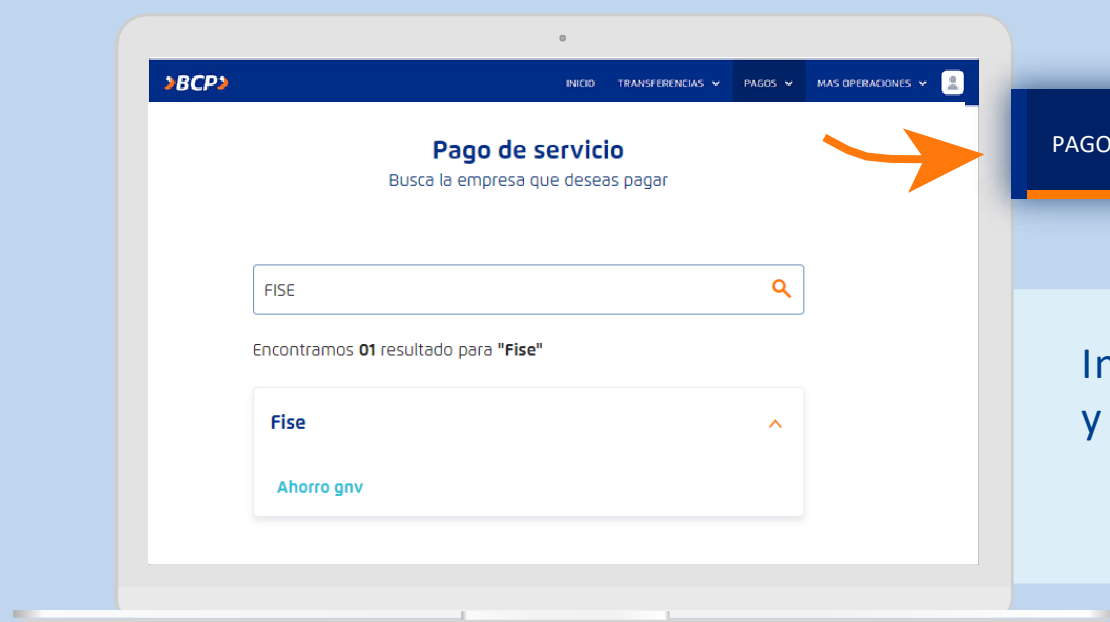 BCP
INICIO TRANSFERENCIAS PAGOS MAS OPERACIONES
Pago de servicio
Busca la empresa que deseas pagar
FISE
Encontramos 01 resultado para "Fise"
Fise
Ahorro gnv
PAGO
y